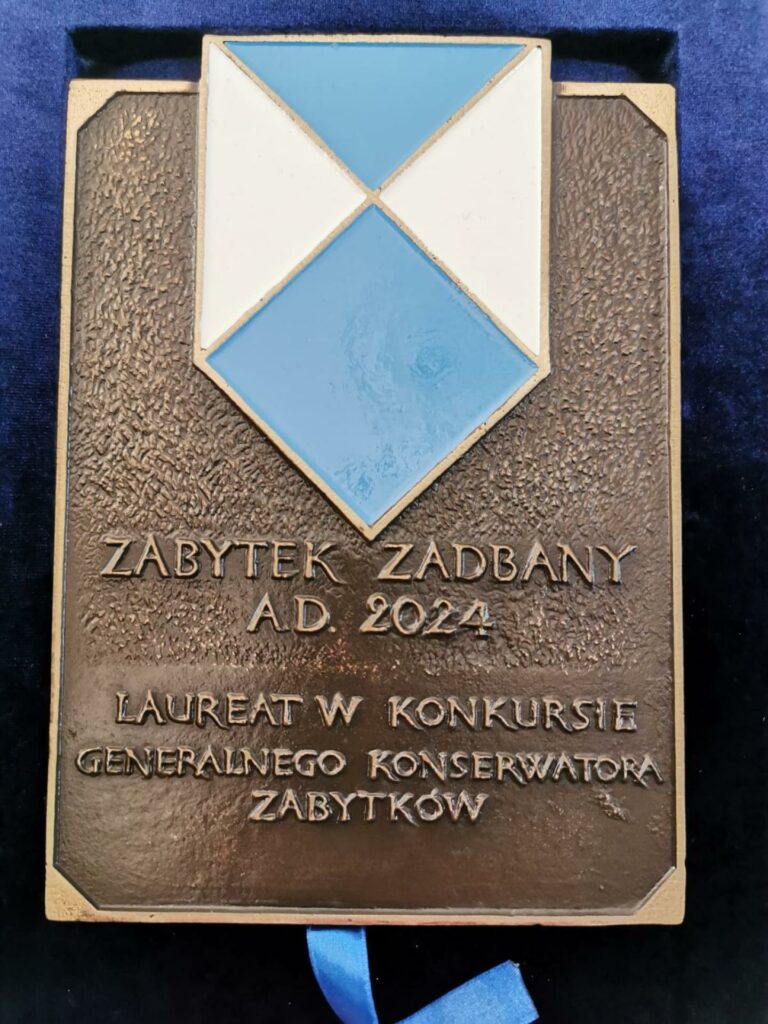 ZABYTEK ZADBANY
A.D. 2024
LAUREAT W KONKURSIE
GENERALNEGO KONSERWATORA
ZABYTKÓW